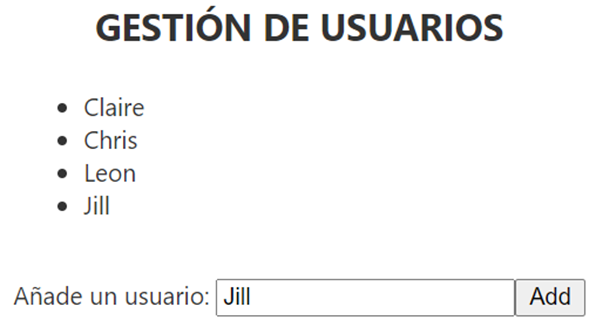 GESTIÓN DE USUARIOS
Claire
Chris
Leon
Jill
Añade un usuario: Jill Add